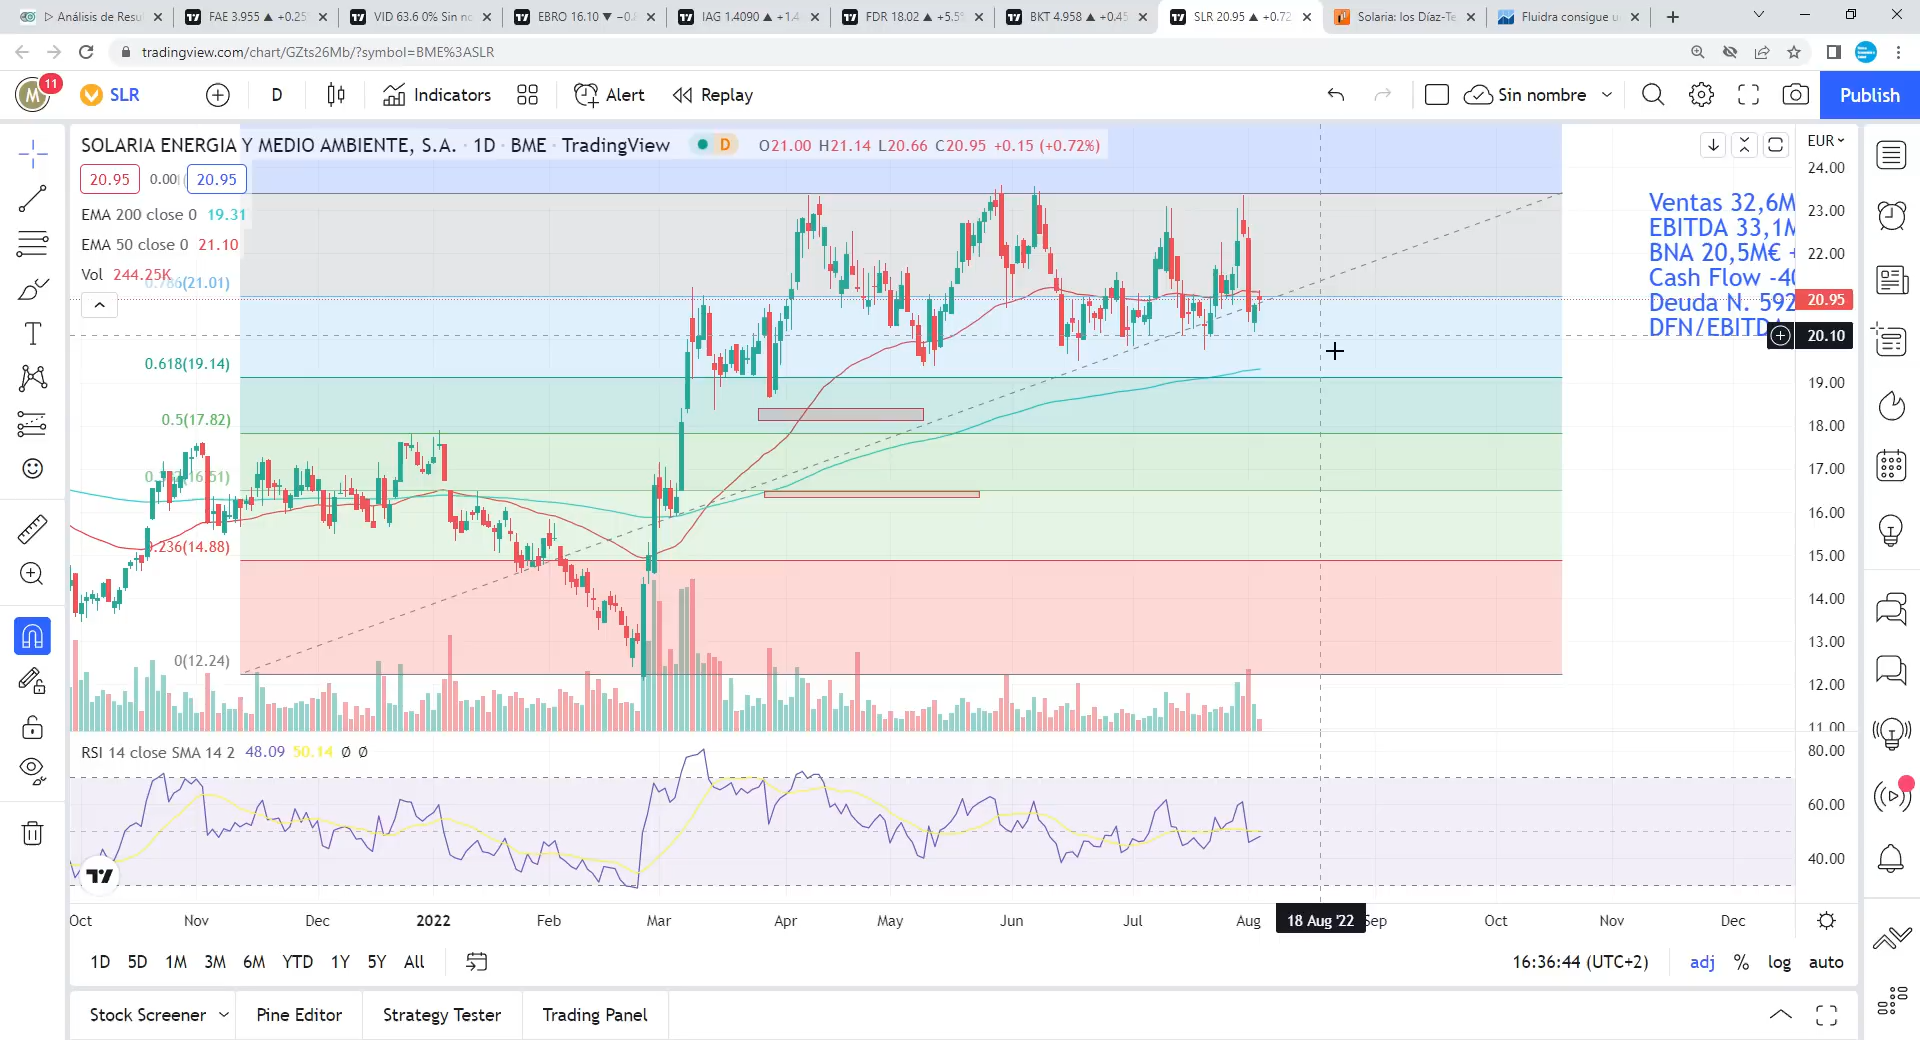 Análisis de Resu
FAE 3.955 ▲ +0.25
VID 63.6 0% Sin no
EBRO 16.10 ▼ −0.
IAG 1.4090 ▲ +1.4
FDR 18.02 ▲ +5.5
BKT 4.958 ▲ +0.45
SLR 20.95 ▲ +0.72
Solaria: los Díaz-Te
Fluidra consigue u
tradingview.com/chart/GZts26Mb/?symbol=BME%3ASLR
M
11
SLR
D
Indicators
Alert
Replay
Sin nombre
Publish
SOLARIA ENERGIA Y MEDIO AMBIENTE, S.A. · 1D · BME · TradingView
D
O21.00 H21.14 L20.66 C20.95 +0.15 (+0.72%)
EUR
20.95
0.00
20.95
EMA 200 close 0 19.31
EMA 50 close 0 21.10
Vol 244.25K
0.786(21.01)
0.618(19.14)
0.5(17.82)
0.236(14.88)
0(12.24)
Ventas 32,6M
EBITDA 33,1M
BNA 20,5M€ +
Cash Flow -40
Deuda N. 592
DFN/EBITDA
24.00
23.00
22.00
20.95
20.10
19.00
18.00
17.00
16.00
15.00
14.00
13.00
12.00
11.00
RSI 14 close SMA 14 2 48.09 50.14 Ø Ø
80.00
60.00
40.00
Oct
Nov
Dec
2022
Feb
Mar
Apr
May
Jun
Jul
Aug
18 Aug '22
Sep
Oct
Nov
Dec
1D 5D 1M 3M 6M YTD 1Y 5Y All
16:36:44 (UTC+2)
adj % log auto
Stock Screener
Pine Editor
Strategy Tester
Trading Panel